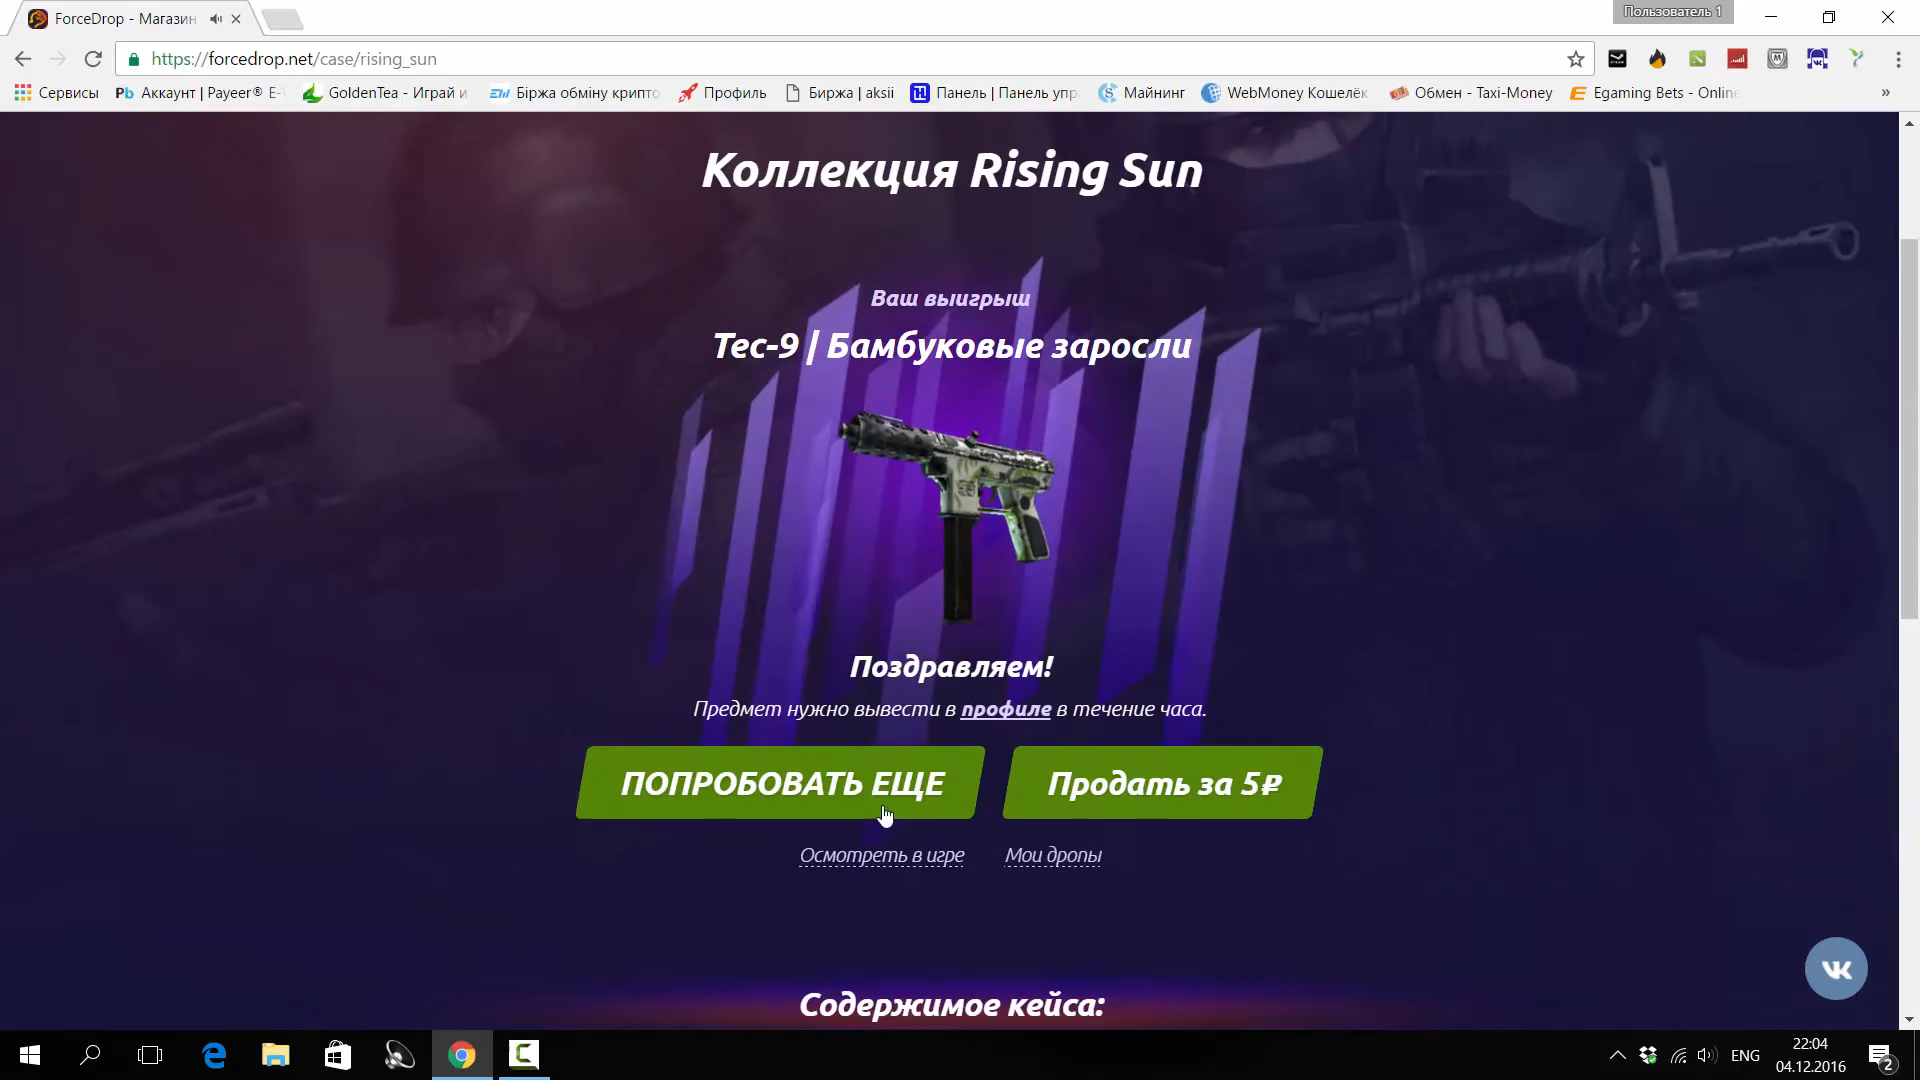 ForceDrop - Магазин
Пользователь 1
https://forcedrop.net/case/rising_sun
Сервисы
Pb Аккаунт | Payeer® E-
GoldenTea - Играй и
Біржа обміну крипто
Профиль
Биржа | aksii
Панель | Панель упра
Майнинг
WebMoney Кошелёк
Обмен - Taxi-Money
Egaming Bets - Online
»
Коллекция Rising Sun
Ваш выигрыш
Tec-9 | Бамбуковые заросли
Поздравляем!
Предмет нужно вывести в профиле в течение часа.
ПОПРОБОВАТЬ ЕЩЕ
Продать за 5₽
Осмотреть в игре
Мои дропы
Содержимое кейса:
ENG
22:04
04.12.2016
2